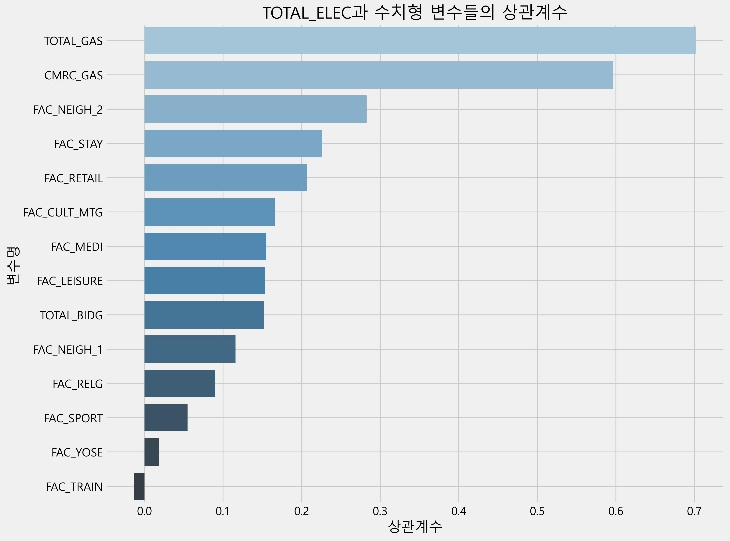 TOTAL_ELEC과 수치형 변수들의 상관계수
변수명
TOTAL_GAS
CMRC_GAS
FAC_NEIGH_2
FAC_STAY
FAC_RETAIL
FAC_CULT_MTG
FAC_MEDI
FAC_LEISURE
TOTAL_BIDG
FAC_NEIGH_1
FAC_RELG
FAC_SPORT
FAC_YOSE
FAC_TRAIN
0.0 0.1 0.2 0.3 0.4 0.5 0.6 0.7
상관계수